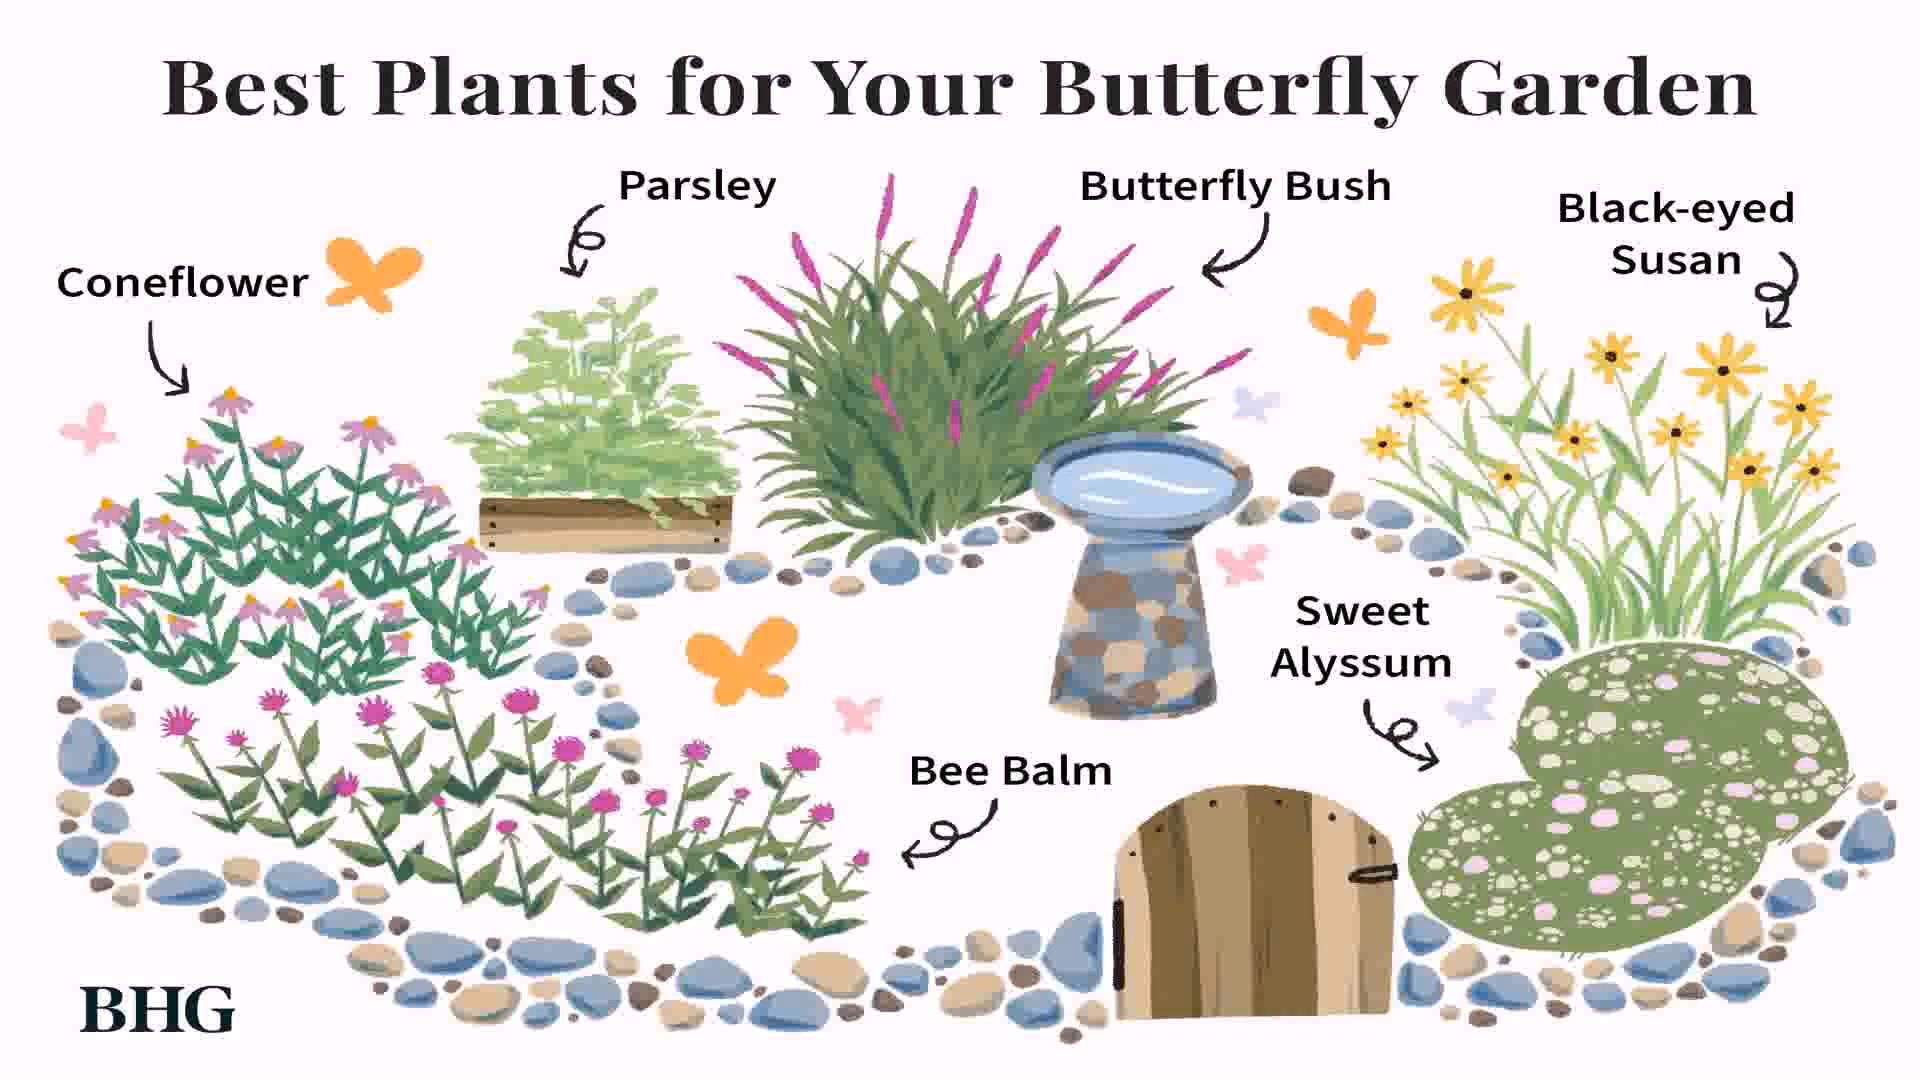 Best Plants for Your Butterfly Garden
Parsley
Butterfly Bush
Black-eyed
Susan
Coneflower
Sweet
Alyssum
Bee Balm
BHG